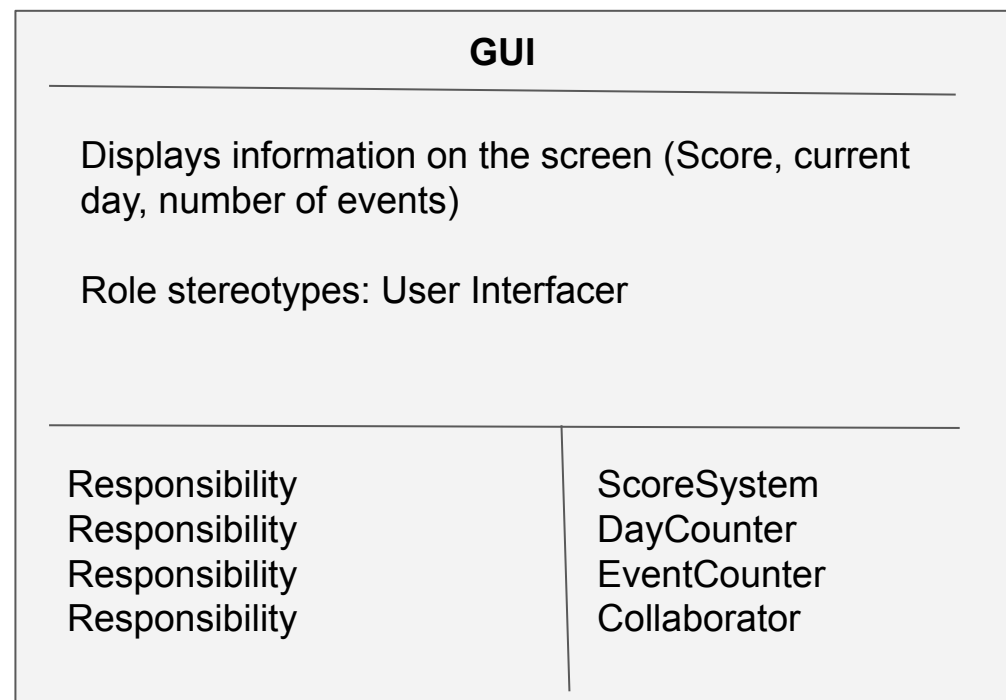 GUI
Displays information on the screen (Score, current
day, number of events)
Role stereotypes: User Interfacer
Responsibility
Responsibility
Responsibility
Responsibility
ScoreSystem
DayCounter
EventCounter
Collaborator